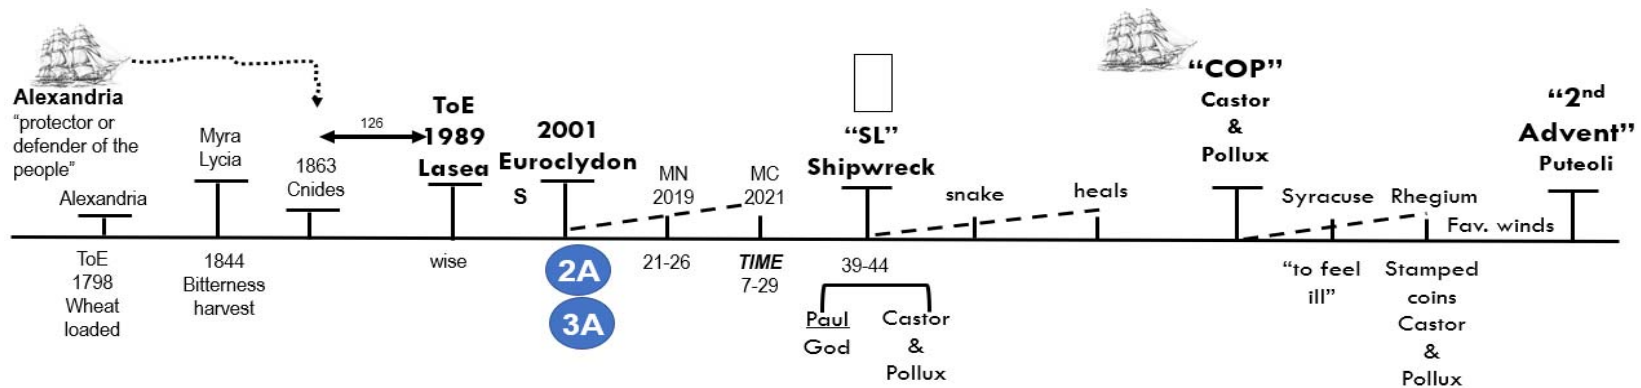 Alexandria
“protector or
defender of the
people”
Alexandria
ToE
1798
Wheat
loaded
Myra
Lycia
1844
Bitterness
harvest
1863
Cnides
126
ToE
1989
Lasea
wise
S
2001
Euroclydon
2A
3A
MN
2019
21-26
MC
2021
TIME
7-29
“SL”
Shipwreck
39-44
Paul
God
Castor
&
Pollux
snake
heals
“COP”
Castor
&
Pollux
Syracuse
“to feel
ill”
Rhegium
Stamped
coins
Castor
&
Pollux
Fav. winds
“2nd
Advent”
Puteoli